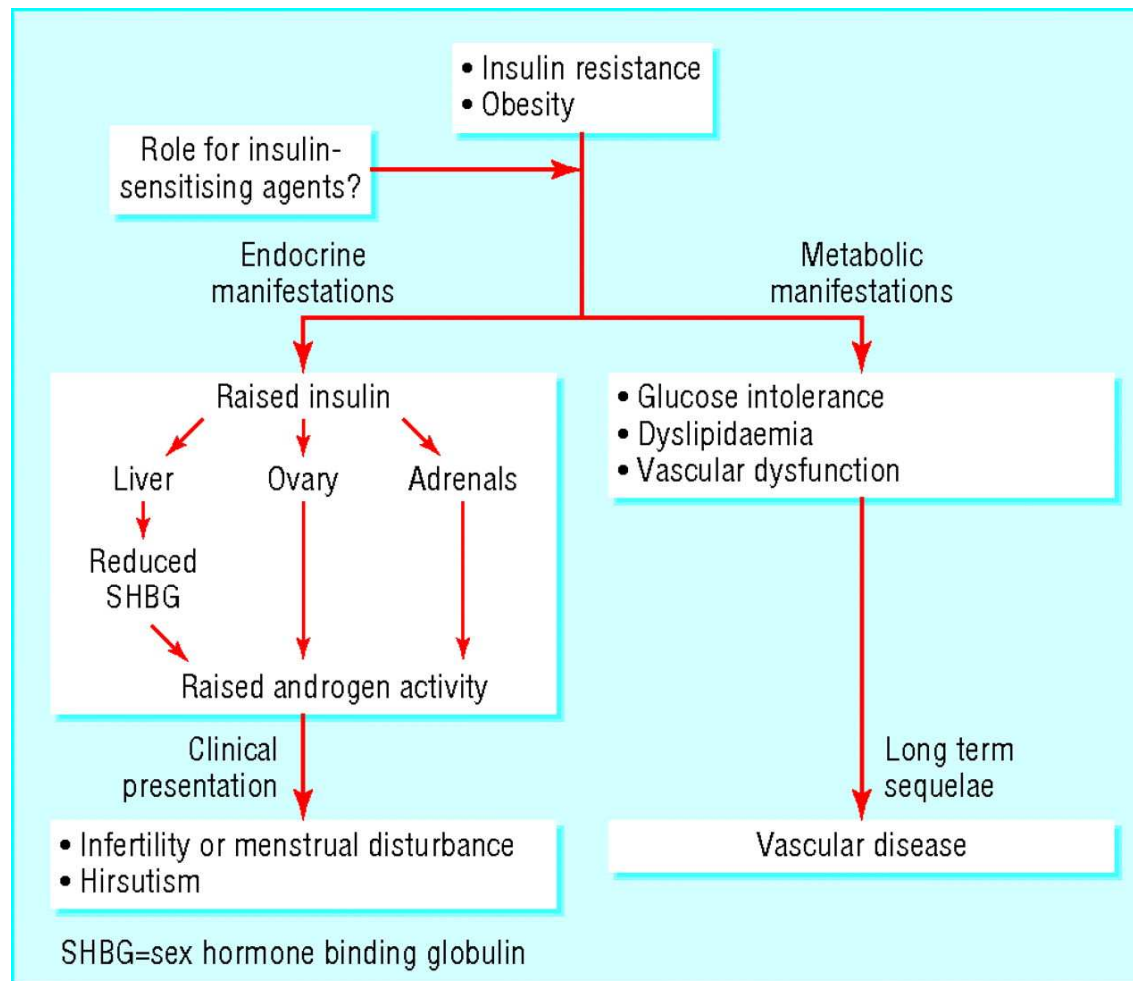 • Insulin resistance
• Obesity
Role for insulin-
sensitising agents?
Endocrine
manifestations
Metabolic
manifestations
Raised insulin
Liver
Ovary
Adrenals
Reduced
SHBG
Raised androgen activity
• Glucose intolerance
• Dyslipidaemia
• Vascular dysfunction
Clinical
presentation
Long term
sequelae
• Infertility or menstrual disturbance
• Hirsutism
Vascular disease
SHBG=sex hormone binding globulin